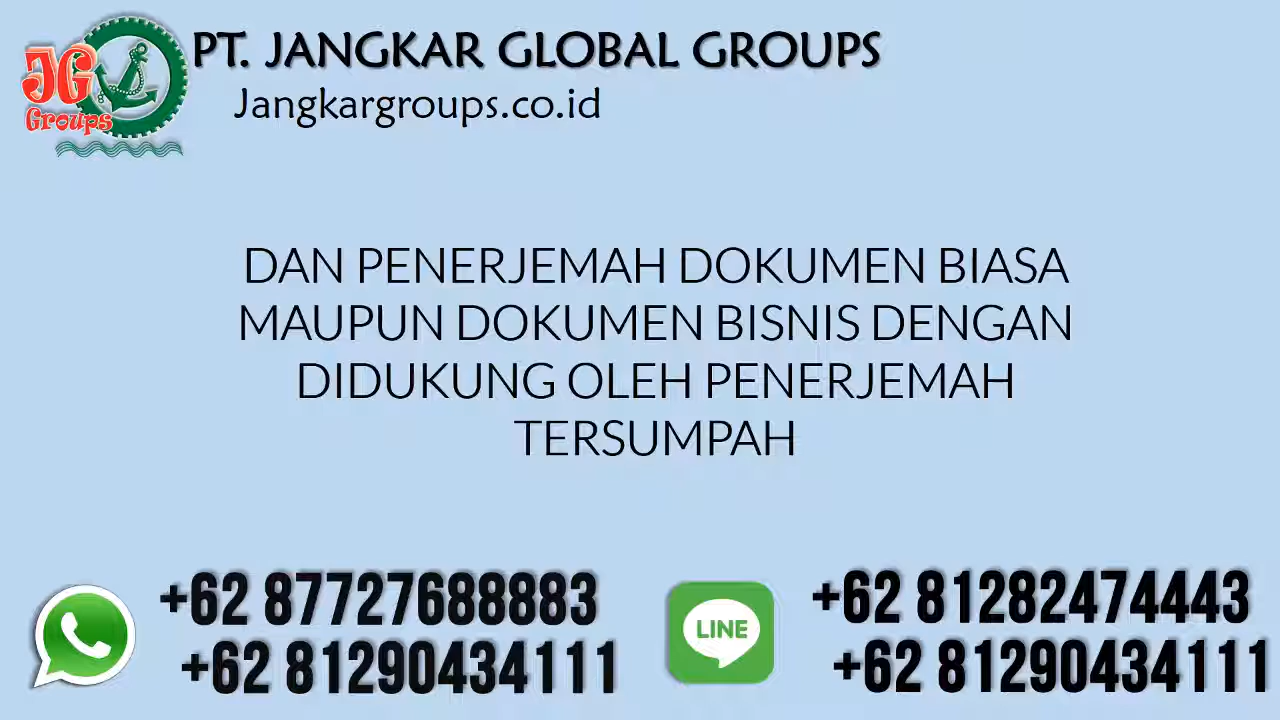 JG
Groups
PT. JANGKAR GLOBAL GROUPS
Jangkargroups.co.id
DAN PENERJEMAH DOKUMEN BIASA
MAUPUN DOKUMEN BISNIS DENGAN
DIDUKUNG OLEH PENERJEMAH
TERSUMPAH
+62 87727688883
+62 81290434111
LINE
+62 81282474443
+62 81290434111